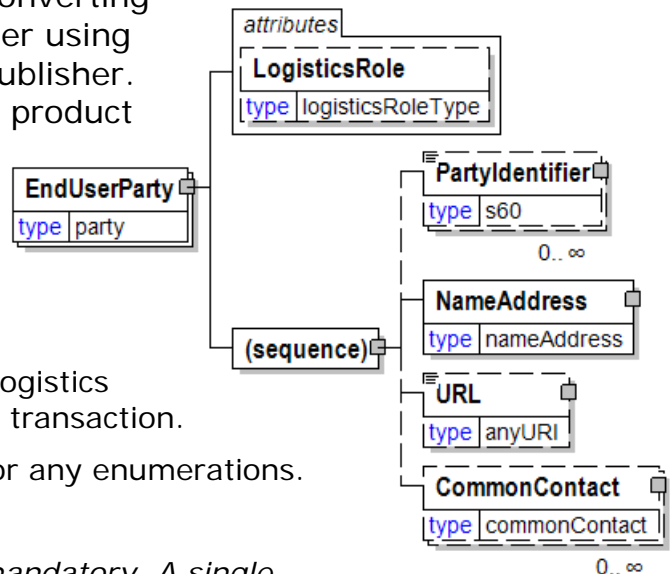 onverting
er using
ublisher.
product
attributes
LogisticsRole
type logisticsRoleType
EndUserParty
type party
PartyIdentifier
type s60
0.. ∞
NameAddress
type nameAddress
(sequence)
URL
type anyURI
ogistics
transaction.
or any enumerations.
CommonContact
type commonContact
0.. ∞
mandatory. A single